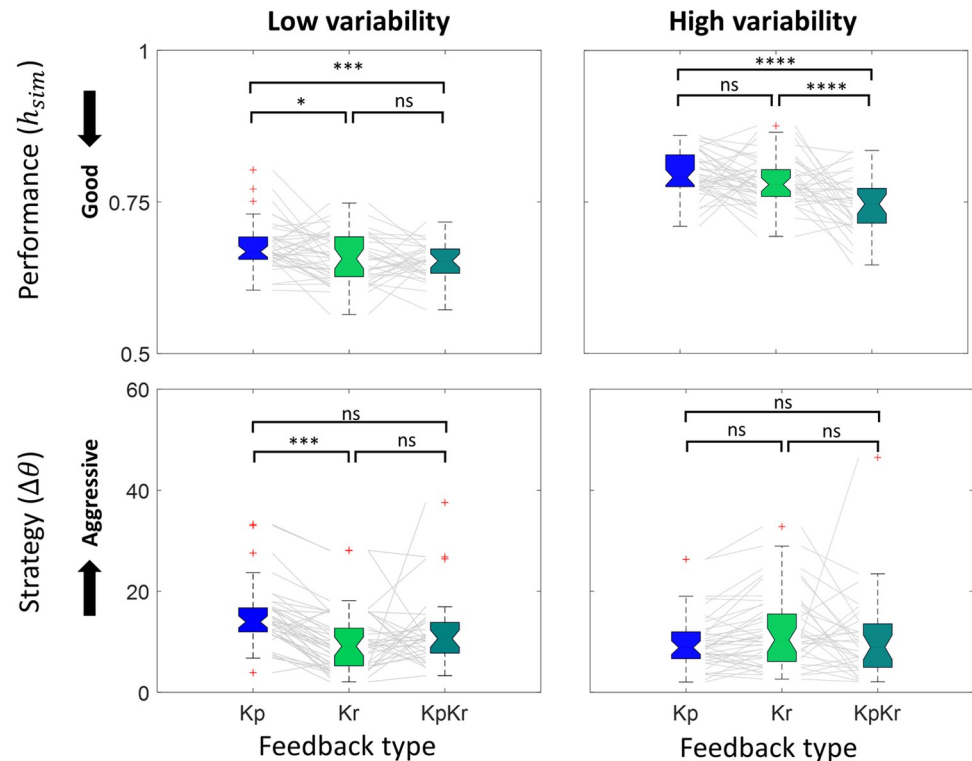 Low variability
High variability
Performance (h_sim)
Good
1
0.75
0.5
***
*
ns
****
ns
****
Strategy (Δθ)
Aggressive
60
40
20
0
ns
***
ns
ns
ns
ns
Kp
Kr
KpKr
Feedback type
Kp
Kr
KpKr
Feedback type